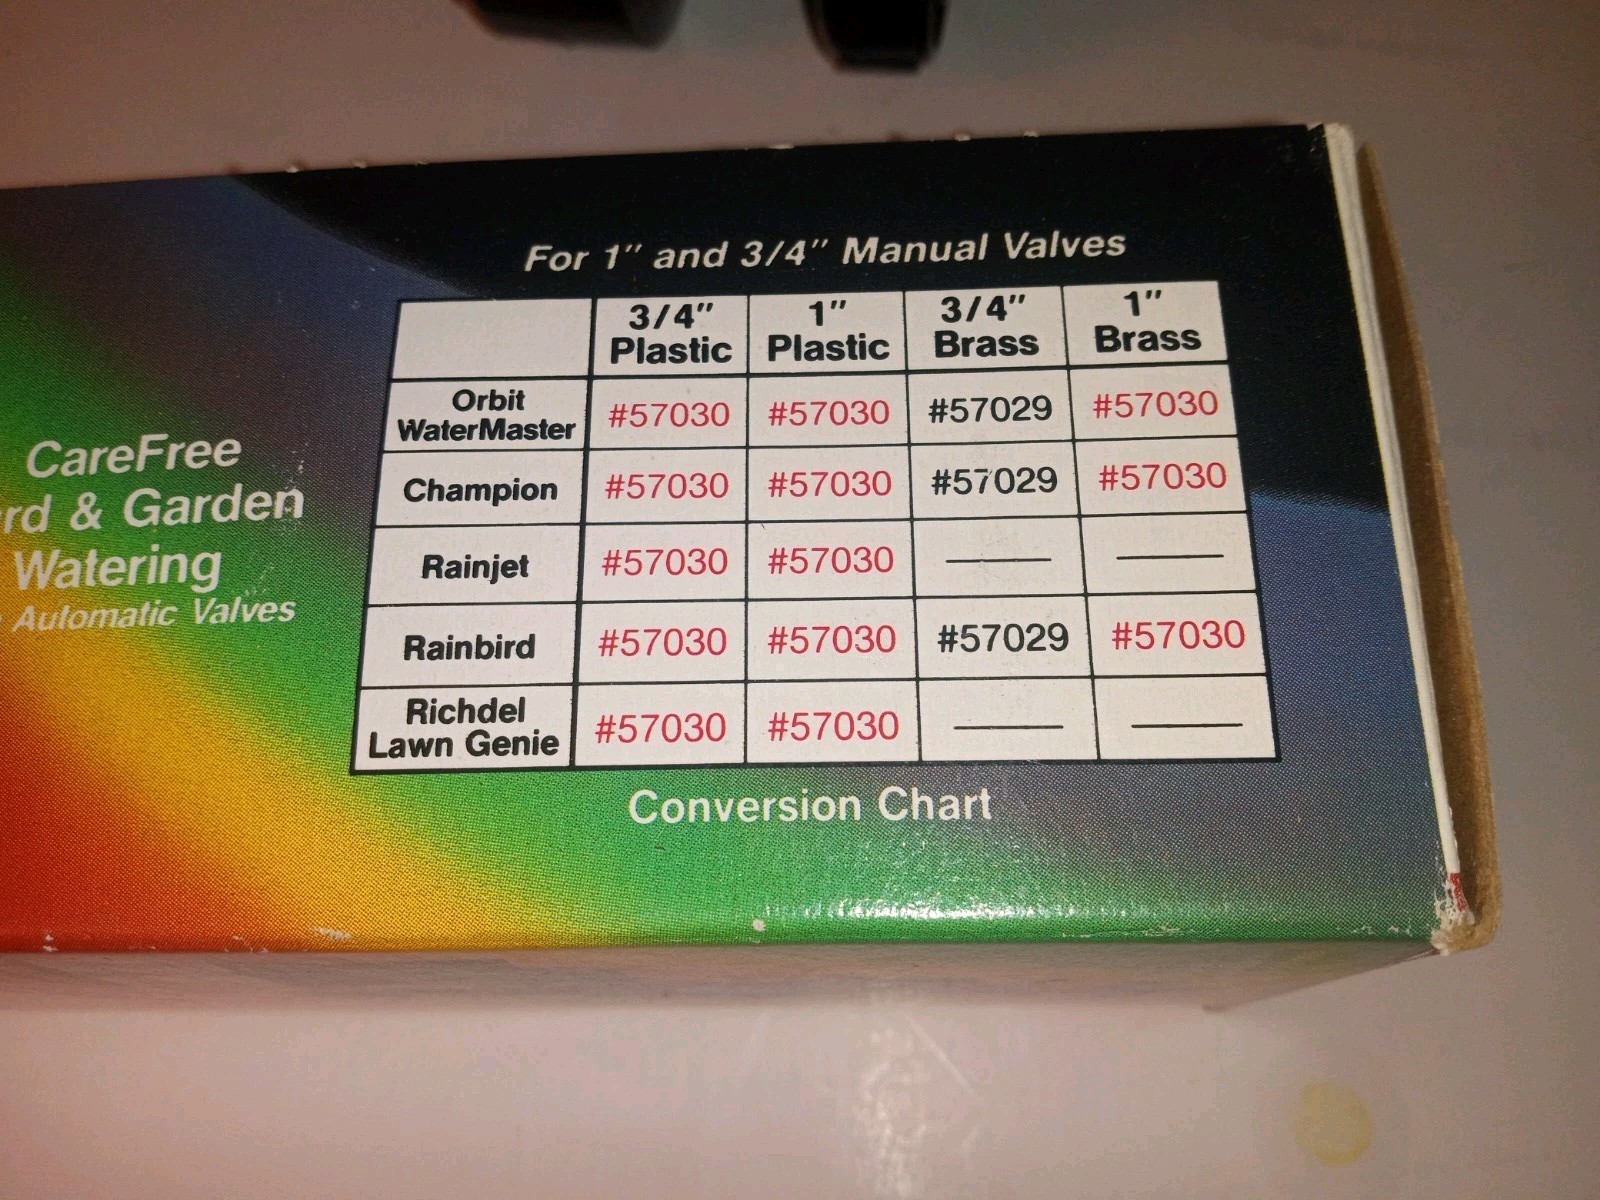 For 1" and 3/4" Manual Valves
3/4" Plastic 1" Plastic 3/4" Brass 1" Brass
Orbit WaterMaster #57030 #57030 #57029 #57030
Champion #57030 #57030 #57029 #57030
Rainjet #57030 #57030 — —
Rainbird #57030 #57030 #57029 #57030
Richdel Lawn Genie #57030 #57030 — —
Conversion Chart
CareFree
& Garden
Watering
Automatic Valves